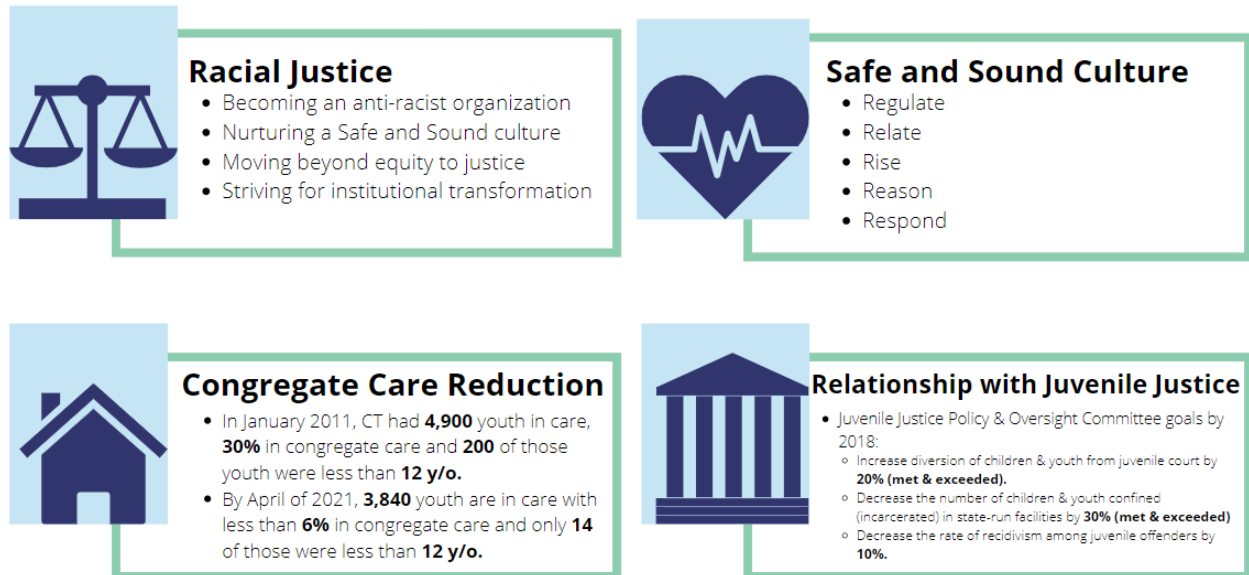 Racial Justice
• Becoming an anti-racist organization
• Nurturing a Safe and Sound culture
• Moving beyond equity to justice
• Striving for institutional transformation
Safe and Sound Culture
• Regulate
• Relate
• Rise
• Reason
• Respond
Congregate Care Reduction
• In January 2011, CT had 4,900 youth in care,
30% in congregate care and 200 of those
youth were less than 12 y/o.
• By April of 2021, 3,840 youth are in care with
less than 6% in congregate care and only 14
of those were less than 12 y/o.
Relationship with Juvenile Justice
• Juvenile Justice Policy & Oversight Committee goals by
2018:
○ Increase diversion of children & youth from juvenile court by
20% (met & exceeded).
○ Decrease the number of children & youth confined
(incarcerated) in state-run facilities by 30% (met & exceeded)
○ Decrease the rate of recidivism among juvenile offenders by
10%.